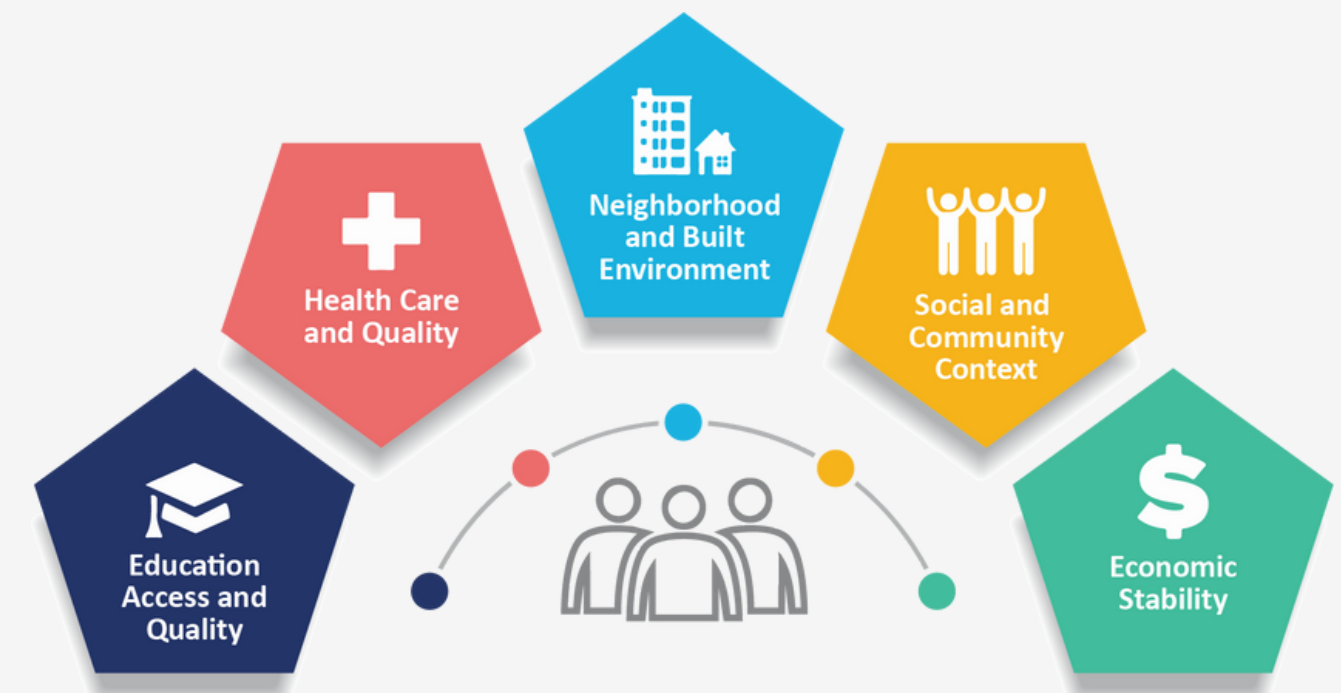 Education
Access and
Quality
Health Care
and Quality
Neighborhood
and Built
Environment
Social and
Community
Context
$
Economic
Stability